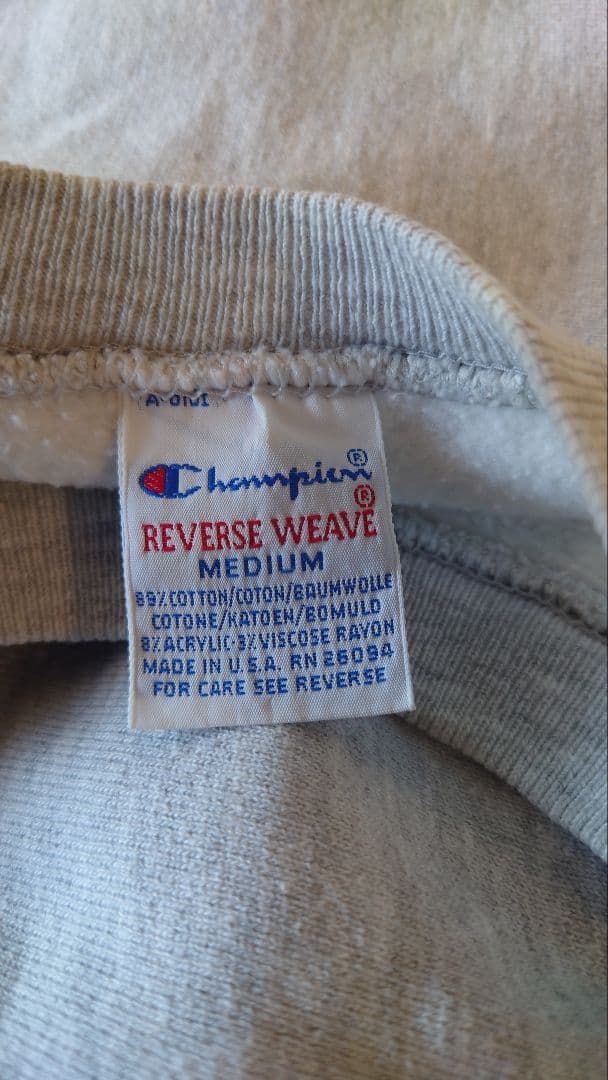 Champion®
REVERSE WEAVE®
MEDIUM
89% COTTON/COTON/BAUMWOLLE
COTONE/KATOEN/BOMULD
8% ACRYLIC-3% VISCOSE RAYON
MADE IN U.S.A. RN 26094
FOR CARE SEE REVERSE